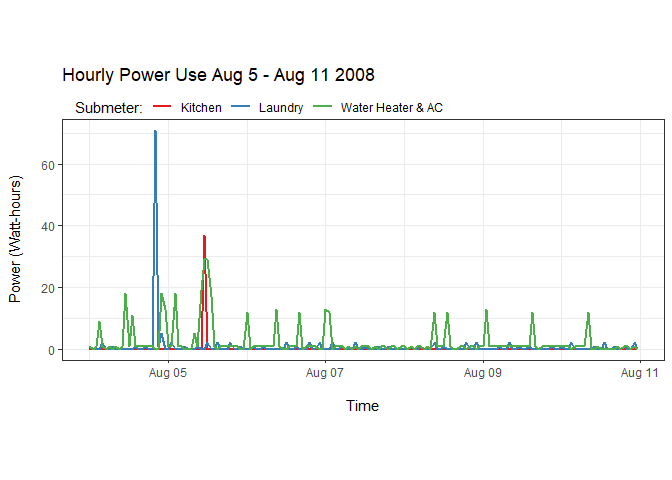 Hourly Power Use Aug 5 - Aug 11 2008
Submeter: Kitchen Laundry Water Heater & AC
Power (Watt-hours)
60
40
20
0
Aug 05 Aug 07 Aug 09 Aug 11
Time